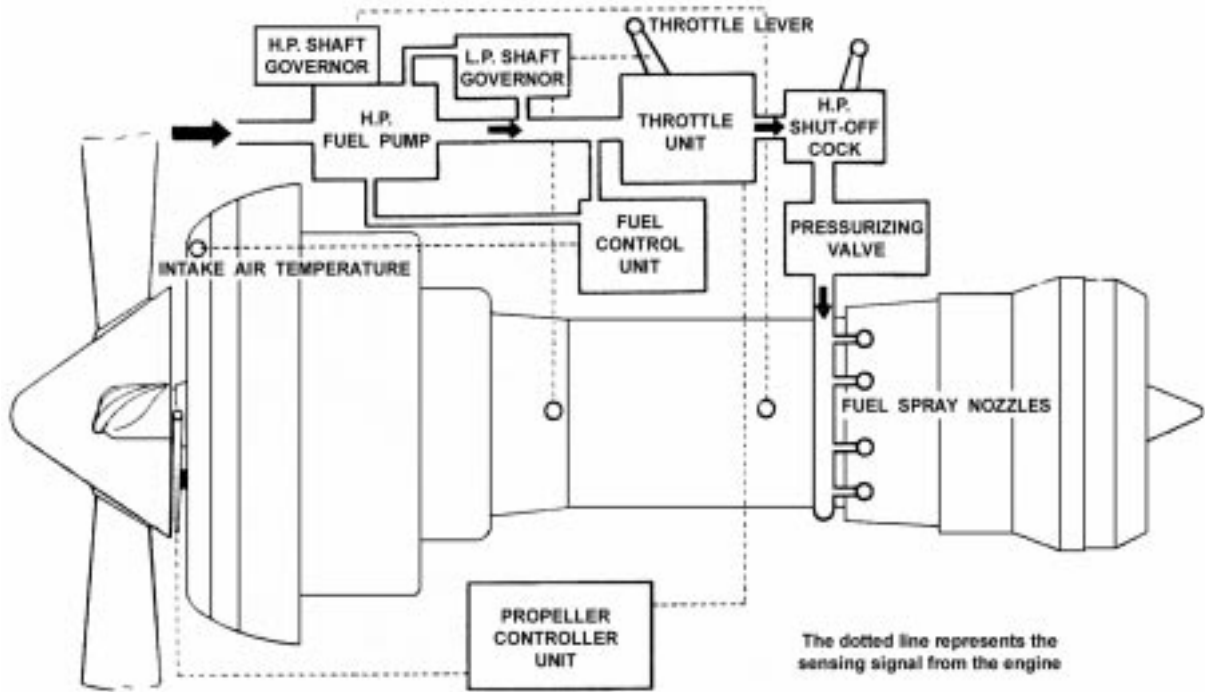 THROTTLE LEVER
H.P. SHAFT
GOVERNOR
L.P. SHAFT
GOVERNOR
H.P.
FUEL PUMP
THROTTLE
UNIT
H.P.
SHUT-OFF
COCK
FUEL
CONTROL
UNIT
PRESSURIZING
VALVE
INTAKE AIR TEMPERATURE
FUEL SPRAY NOZZLES
PROPELLER
CONTROLLER
UNIT
The dotted line represents the
sensing signal from the engine